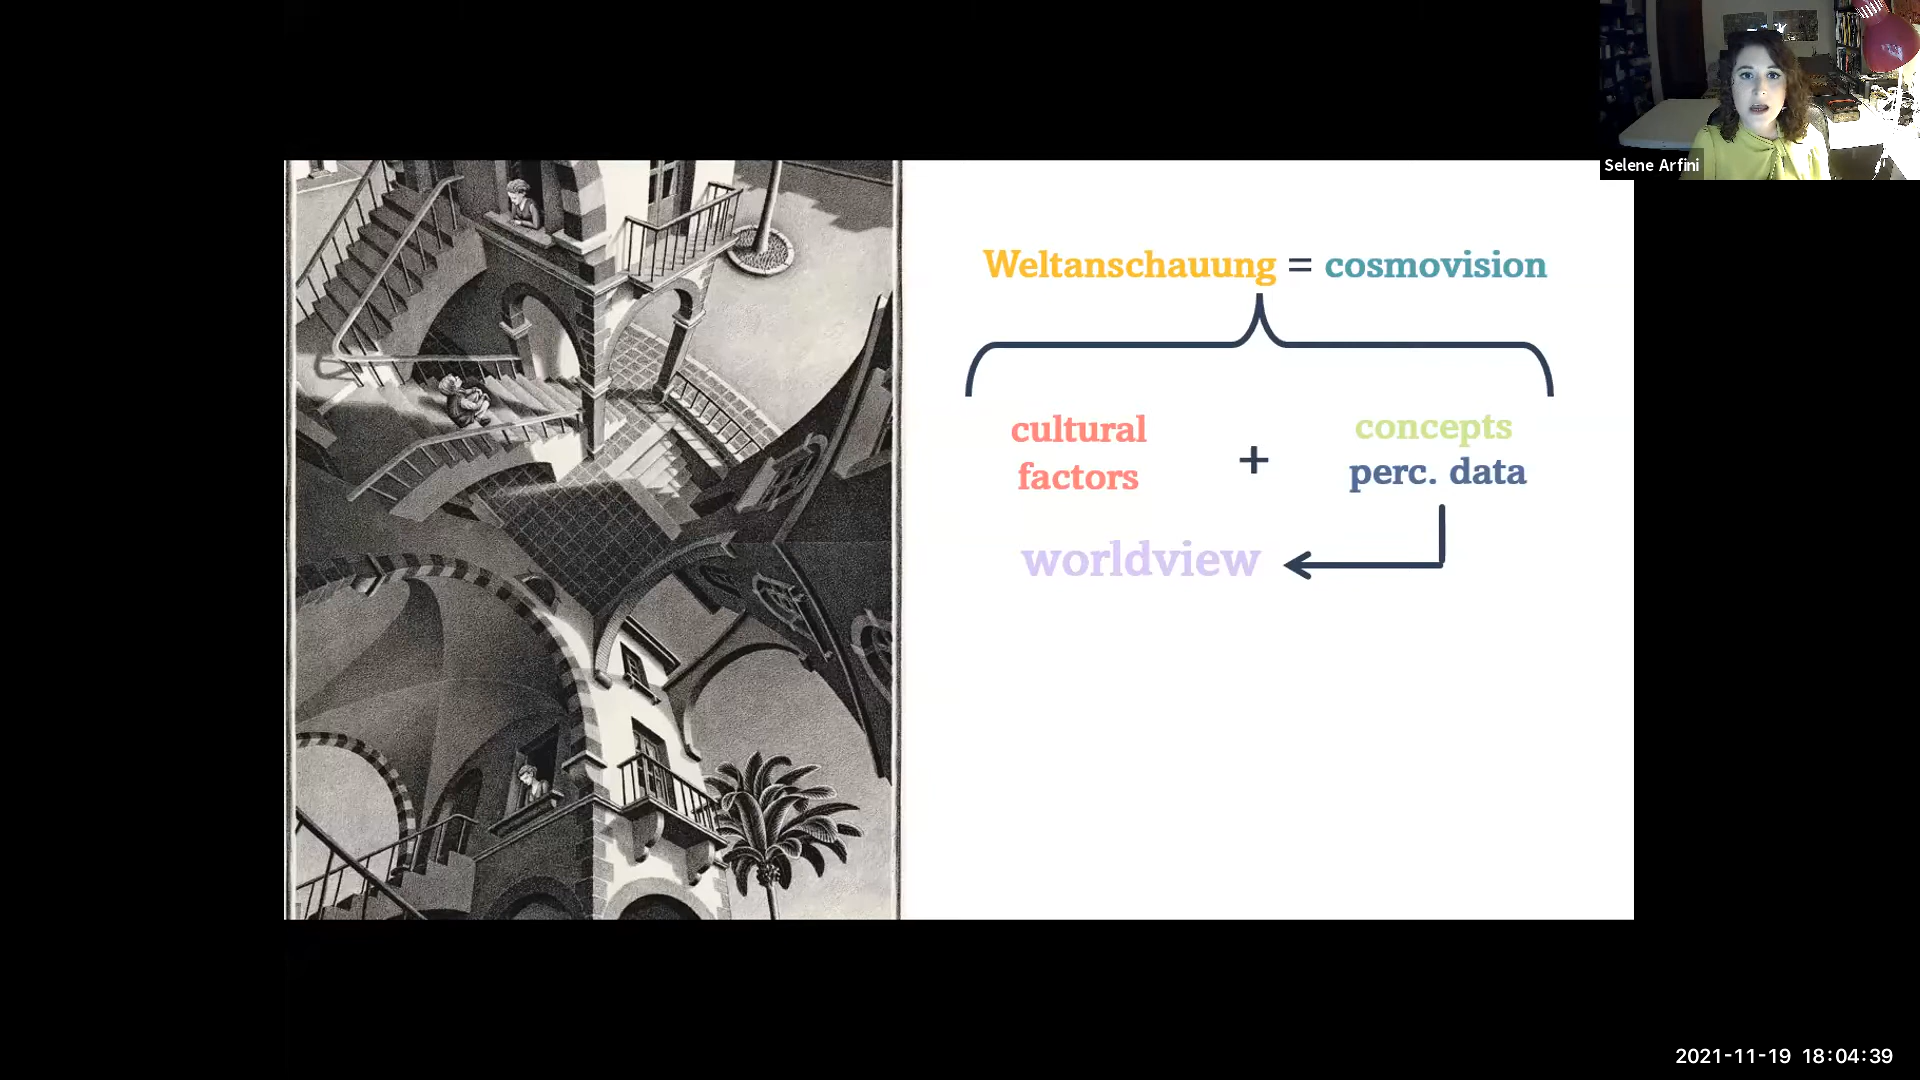 Selene Arfini
Weltanschauung = cosmovision
cultural
factors
+
concepts
perc. data
worldview
2021-11-19 18:04:39